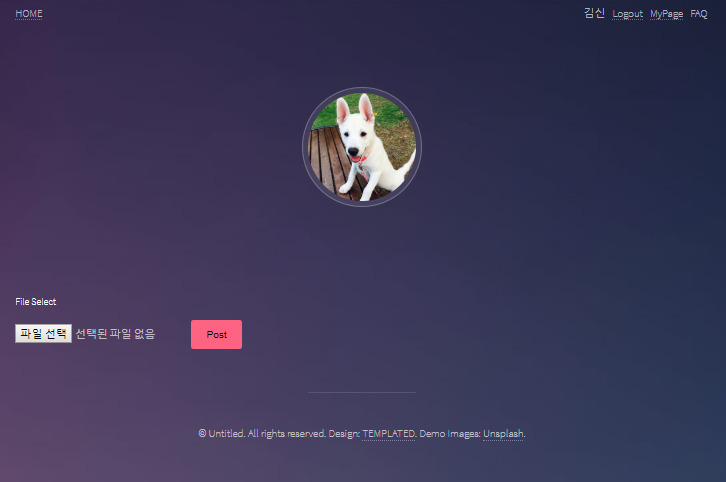 HOME 김신 Logout MyPage FAQ
File Select
파일 선택 선택된 파일 없음 Post
© Untitled. All rights reserved. Design: TEMPLATED. Demo Images: Unsplash.